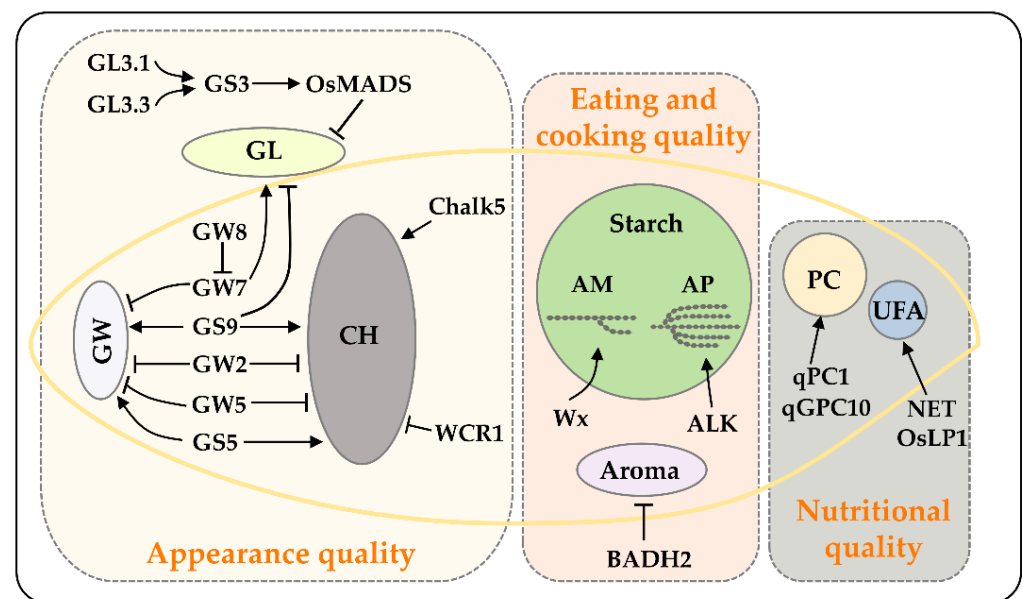 GL3.1
GL3.3
GS3
OsMADS
GL
GW8
GW7
GS9
GW2
GW5
GS5
GW
CH
Chalk5
WCR1
Appearance quality
Eating and
cooking quality
Starch
AM
AP
Wx
ALK
Aroma
BADH2
PC
UFA
qPC1
qGPC10
NET
OsLP1
Nutritional
quality